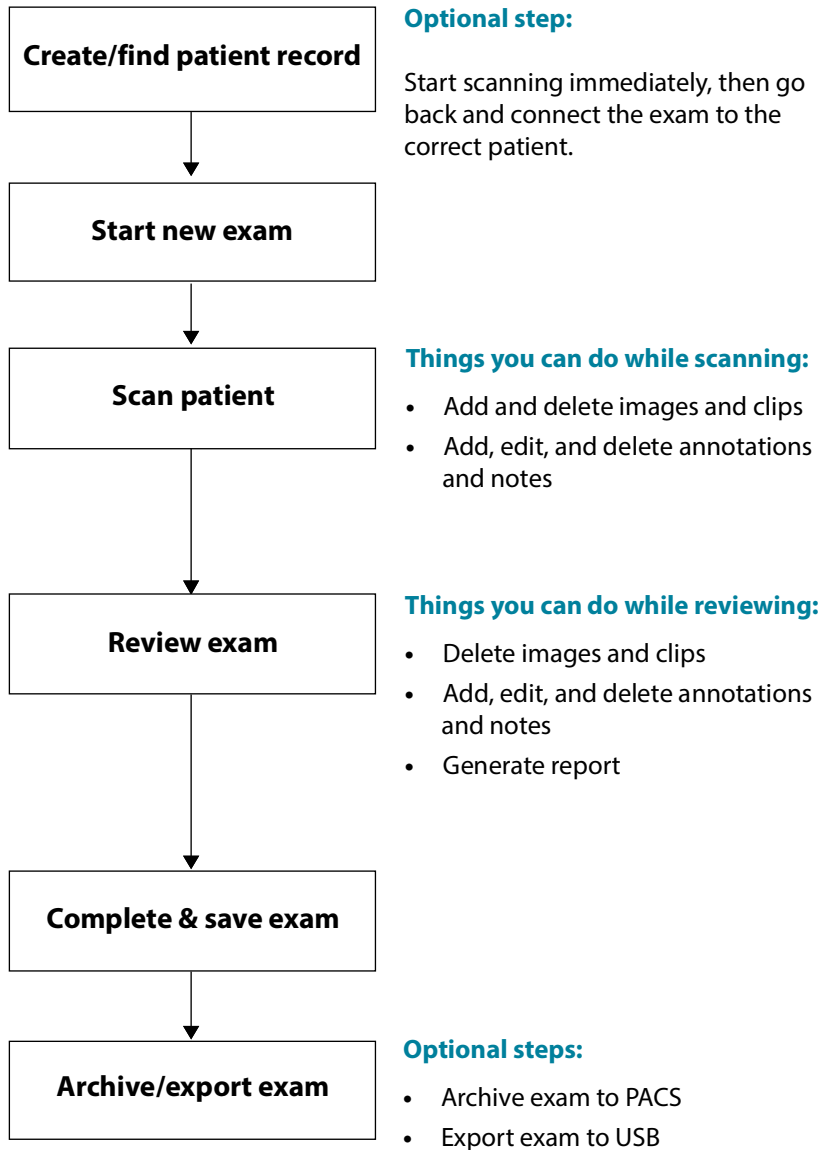 Create/find patient record
Optional step:
Start scanning immediately, then go
back and connect the exam to the
correct patient.
Start new exam
Scan patient
Things you can do while scanning:
• Add and delete images and clips
• Add, edit, and delete annotations
and notes
Review exam
Things you can do while reviewing:
• Delete images and clips
• Add, edit, and delete annotations
and notes
• Generate report
Complete & save exam
Archive/export exam
Optional steps:
• Archive exam to PACS
• Export exam to USB